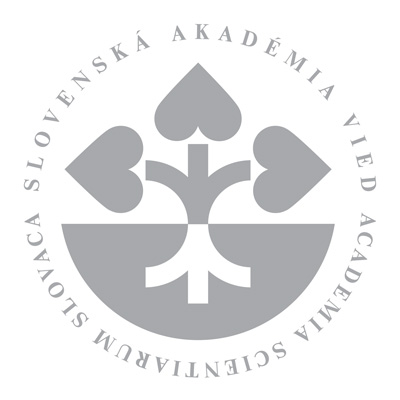 SLOVENSKÁ AKADÉMIA VIED
ACADEMIA SCIENTIARUM SLOVACA